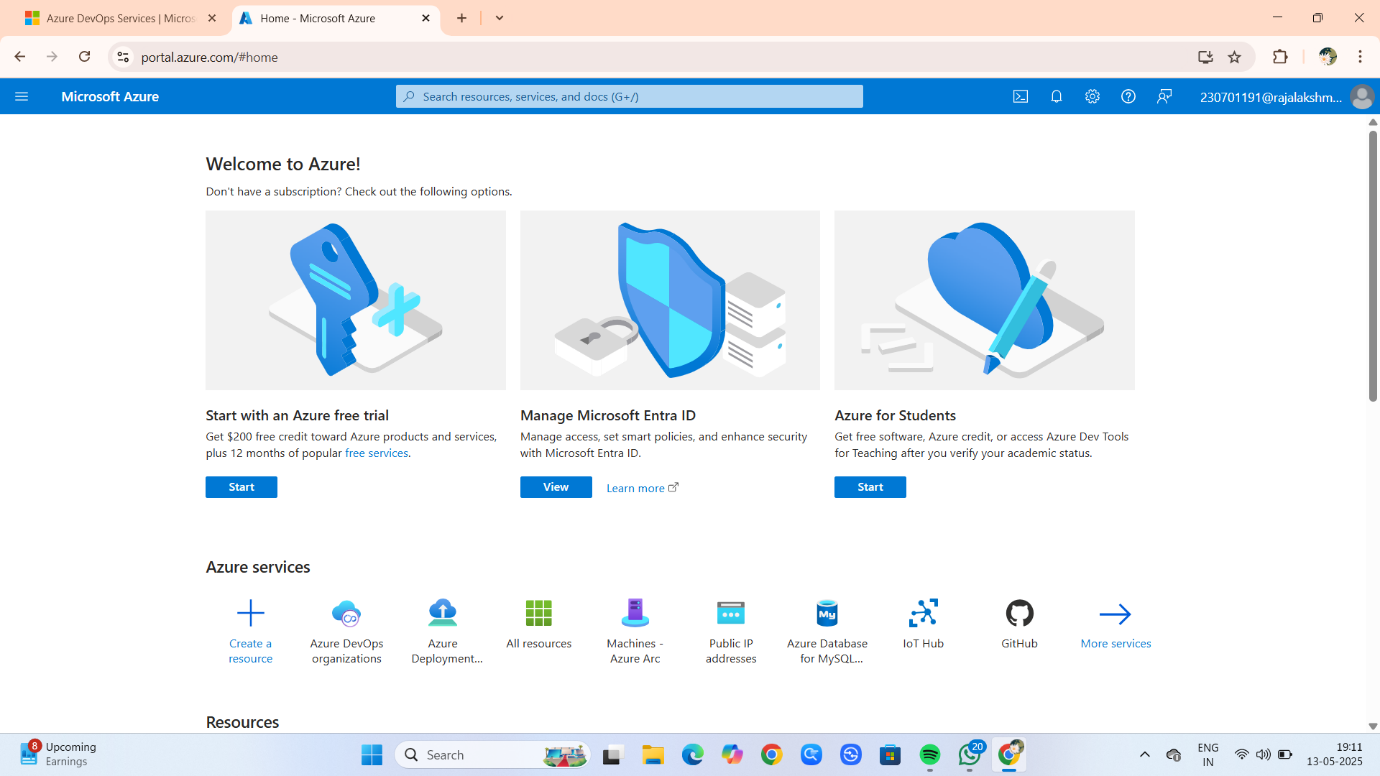 Azure DevOps Services | Micros
Home - Microsoft Azure
portal.azure.com/#home
Microsoft Azure
Search resources, services, and docs (G+/)
230701191@rajalakshm...
Welcome to Azure!
Don't have a subscription? Check out the following options.
Start with an Azure free trial
Get $200 free credit toward Azure products and services,
plus 12 months of popular free services.
Start
Manage Microsoft Entra ID
Manage access, set smart policies, and enhance security
with Microsoft Entra ID.
View
Learn more
Azure for Students
Get free software, Azure credit, or access Azure Dev Tools
for Teaching after you verify your academic status.
Start
Azure services
Create a
resource
Azure DevOps
organizations
Azure
Deployment...
All resources
Machines -
Azure Arc
Public IP
addresses
My
Azure Database
for MySQL...
IoT Hub
GitHub
More services
Resources
8
Upcoming
Earnings
Search
20
ENG
IN
19:11
13-05-2025